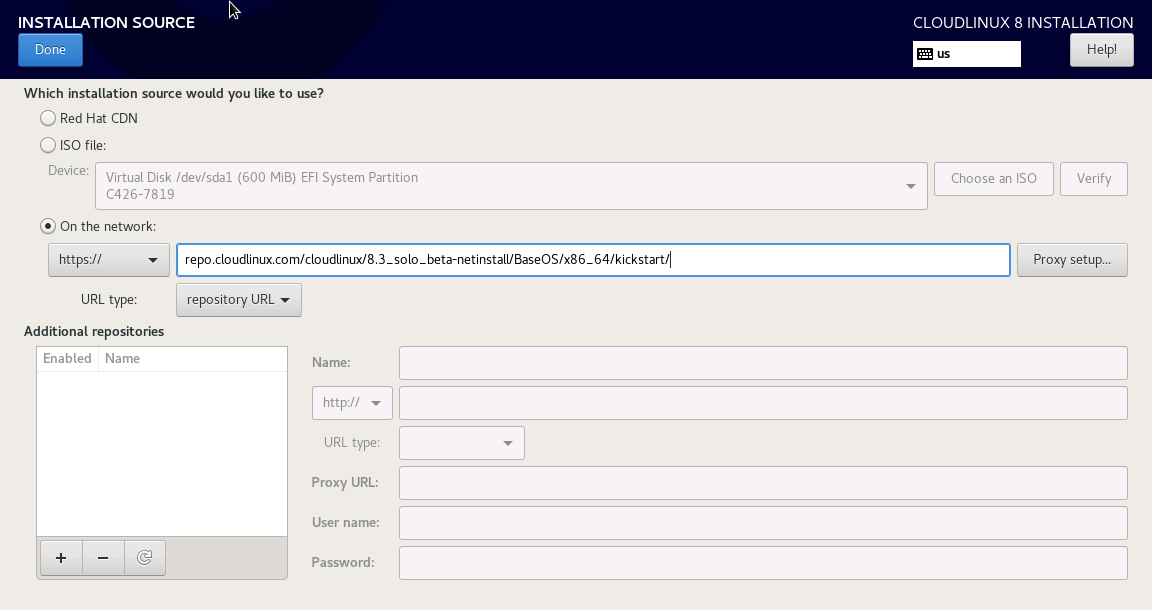 INSTALLATION SOURCE
CLOUDLINUX 8 INSTALLATION
Done
us
Help!
Which installation source would you like to use?
Red Hat CDN
ISO file:
Device:
Virtual Disk /dev/sda1 (600 MiB) EFI System Partition
C426-7819
Choose an ISO
Verify
On the network:
https://
repo.cloudlinux.com/cloudlinux/8.3_solo_beta-netinstall/BaseOS/x86_64/kickstart/
Proxy setup...
URL type:
repository URL
Additional repositories
Enabled Name
Name:
http://
URL type:
Proxy URL:
User name:
Password: